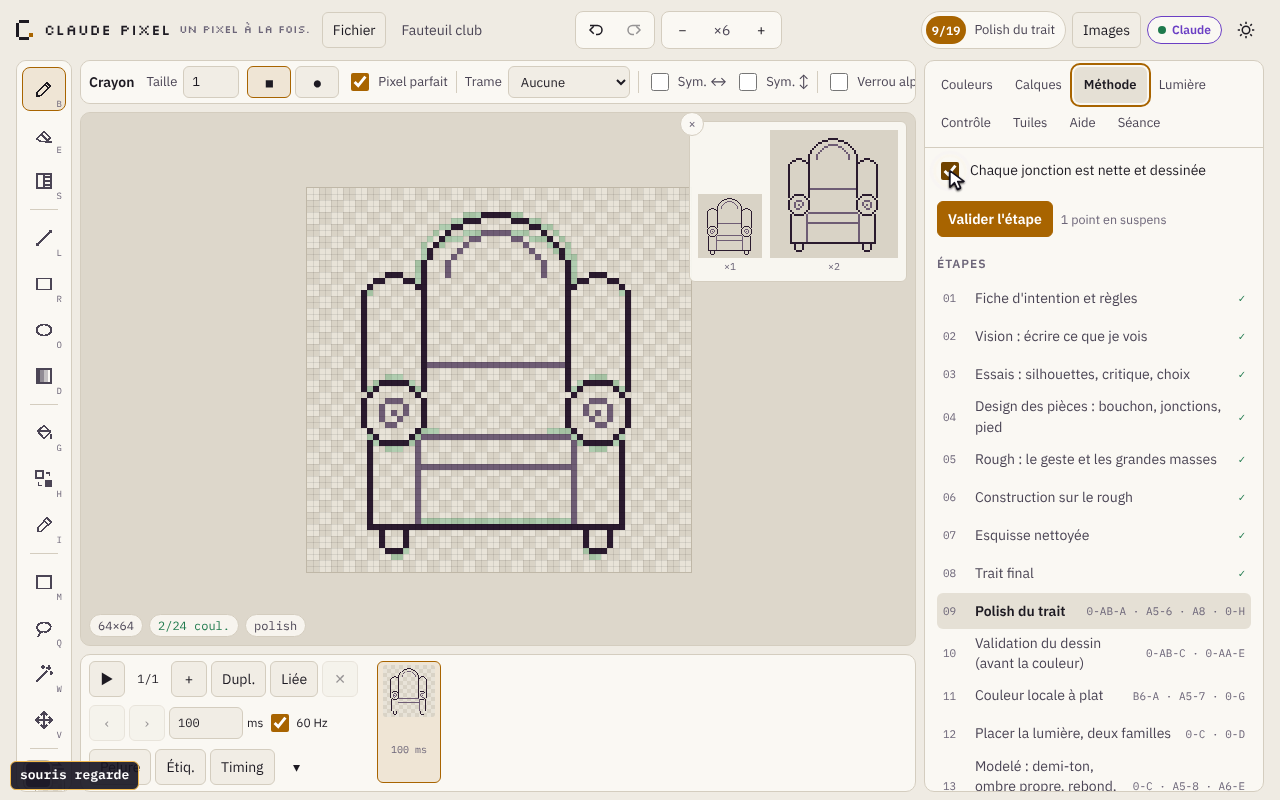 CLAUDE PIXEL UN PIXEL À LA FOIS. Fichier Fauteuil club − ×6 + 9/19 Polish du trait Images Claude
Crayon Taille 1 Pixel parfait Trame Aucune Sym. ↔ Sym. ↕ Verrou alp
B
E
S
L
R
O
D
G
H
I
M
Q
W
V
×
×1 ×2
64×64 2/24 coul. polish
1/1 + Dupl. Liée ×
‹ › 100 ms 60 Hz
Étiq. Timing ▼
100 ms
souris regarde
Couleurs Calques Méthode Lumière
Contrôle Tuiles Aide Séance
Chaque jonction est nette et dessinée
Valider l'étape 1 point en suspens
ÉTAPES
01 Fiche d'intention et règles ✓
02 Vision : écrire ce que je vois ✓
03 Essais : silhouettes, critique, choix ✓
04 Design des pièces : bouchon, jonctions,
pied ✓
05 Rough : le geste et les grandes masses ✓
06 Construction sur le rough ✓
07 Esquisse nettoyée ✓
08 Trait final ✓
09 Polish du trait 0-AB-A · A5-6 · A8 · 0-H
10 Validation du dessin
(avant la couleur) 0-AB-C · 0-AA-E
11 Couleur locale à plat B6-A · A5-7 · 0-G
12 Placer la lumière, deux familles 0-C · 0-D
13 Modelé : demi-ton,
ombre propre, rebond, 0-C · A5-8 · A6-E